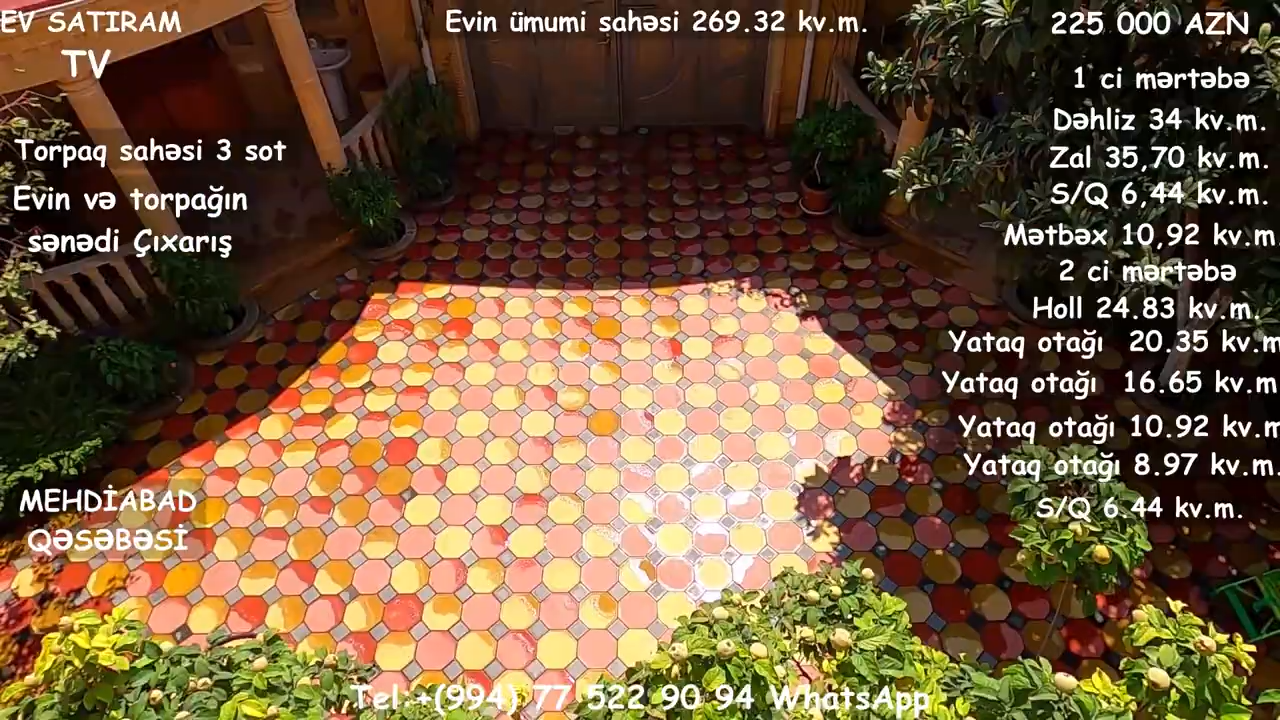 EV SATIRAM
TV
Evin ümumi sahəsi 269.32 kv.m.
225 000 AZN
Torpaq sahəsi 3 sot
Evin və torpağın
sənədi Çıxarış
1 ci mərtəbə
Dəhliz 34 kv.m.
Zal 35,70 kv.m.
S/Q 6,44 kv.m.
Mətbəx 10,92 kv.m
2 ci mərtəbə
Holl 24.83 kv.m.
Yataq otağı 20.35 kv.m
Yataq otağı 16.65 kv.m
Yataq otağı 10.92 kv.m
Yataq otağı 8.97 kv.m.
S/Q 6.44 kv.m.
MEHDİABAD
QƏSƏBƏSİ
Tel:+(994) 77 522 90 94 WhatsApp